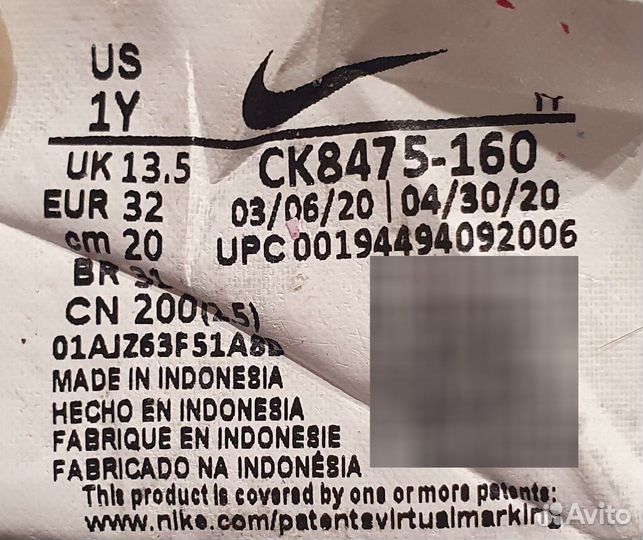 US
1Y
IT
UK 13.5 CK8475-160
EUR 32 03/06/20 | 04/30/20
cm 20 UPC 00194494092006
BR 31
CN 200(2.5)
01AJZ63F51A8D
MADE IN INDONESIA
HECHO EN INDONESIA
FABRIQUE EN INDONESIE
FABRICADO NA INDONÉSIA
This product is covered by one or more patents:
www.nike.com/patentsvirtualmarking
Avito